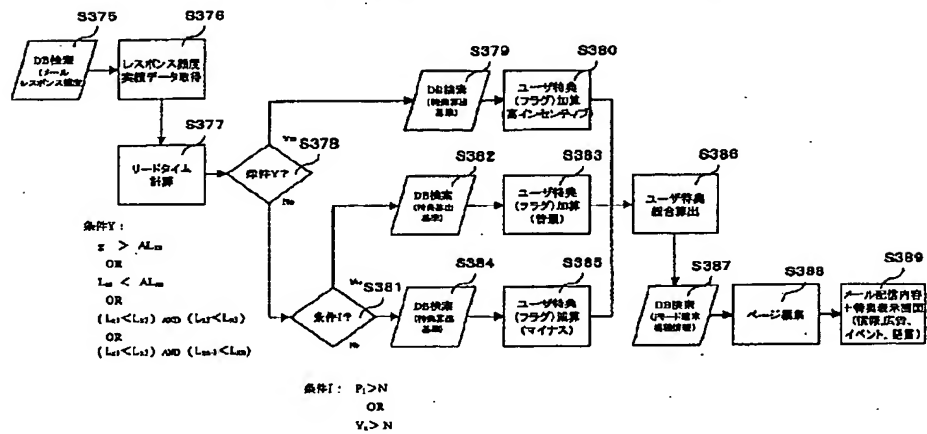 S375
DB検索
(メール
レスポンス
S376
レスポンス頻度
実績データ取得
S377
リードタイム
計算
S378
条件Y?
Yes
No
S379
DB検索
(特典算出
基準)
S380
ユーザ特典
(フラグ)加算
高インセンティブ)
S381
条件I?
No
S382
DB検索
(特典算出
基準)
S383
ユーザ特典
(フラグ)加算
(普通)
S384
DB検索
(特典算出
基準)
S385
ユーザ特典
(フラグ)減算
(マイナス)
S386
ユーザ特典
総合算出
S387
DB検索
S388
ページ編集
S389
メール配信内容
+特典表示画面
(情報、広告、
イベント、
条件Y:
OR
OR
OR
条件I: P₁>N
OR
>N